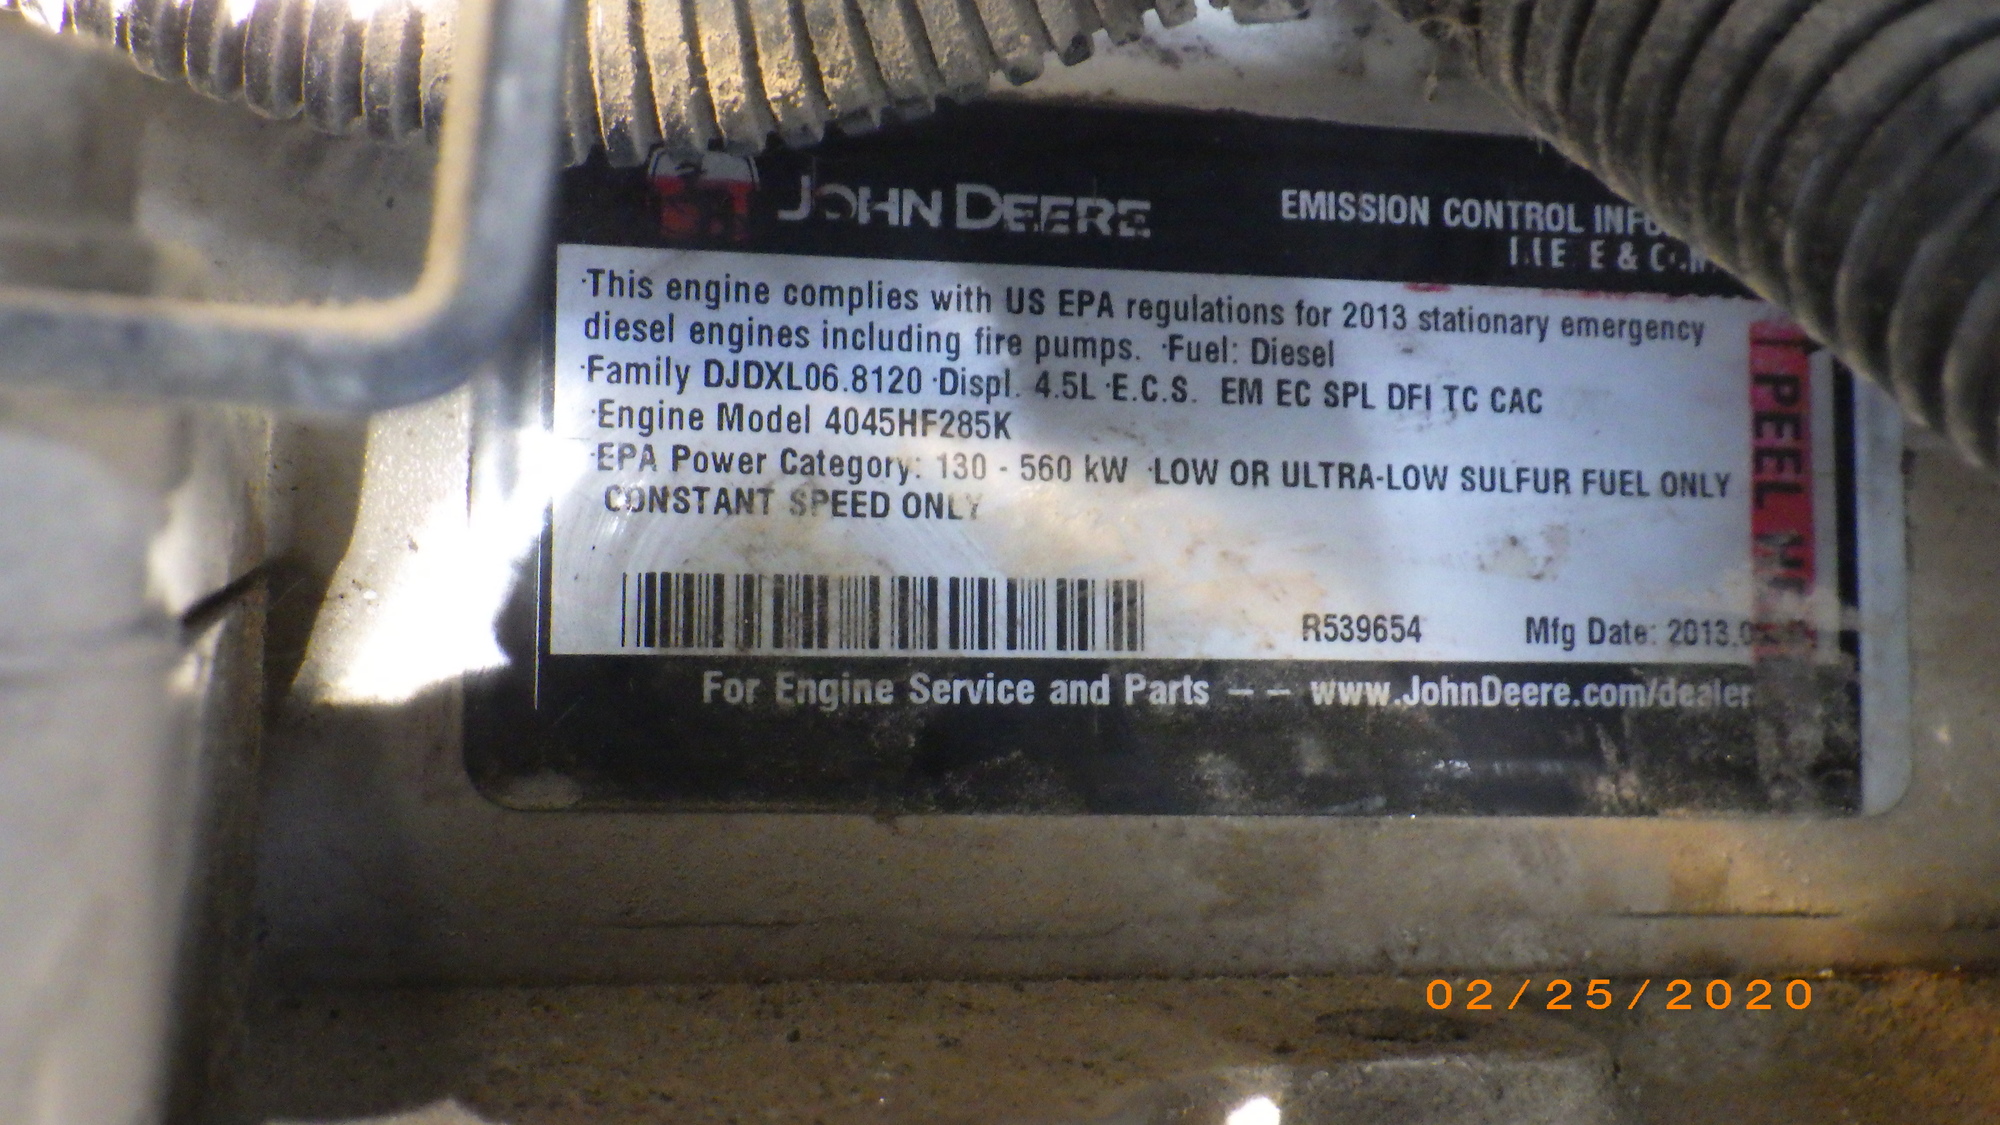 JOHN DEERE
EMISSION CONTROL
E & CO
·This engine complies with US EPA regulations for 2013 stationary emergency
diesel engines including fire pumps. ·Fuel: Diesel
·Family DJDXL06.8120 ·Displ. 4.5L ·E.C.S. EM EC SPL DFI TC CAC
·Engine Model 4045HF285K
·EPA Power Category: 130 - 560 kW ·LOW OR ULTRA-LOW SULFUR FUEL ONLY
CONSTANT SPEED ONLY
R539654 Mfg Date: 2013.
For Engine Service and Parts – – www.JohnDeere.com/dealer
PEEL
02/25/2020